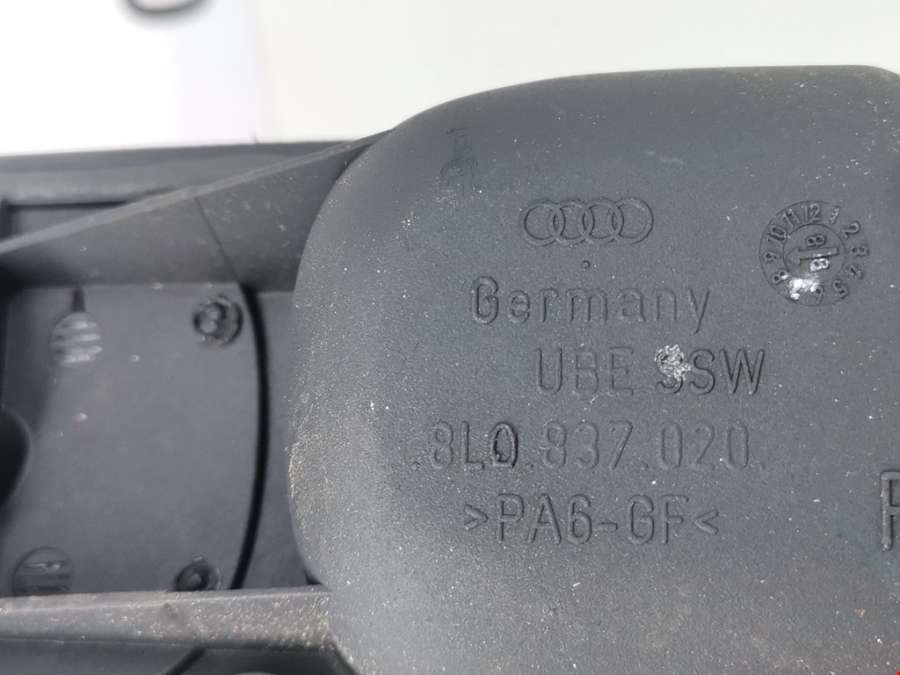 Germany
UBE SSW
8L0.837.020
>PA6-GF<